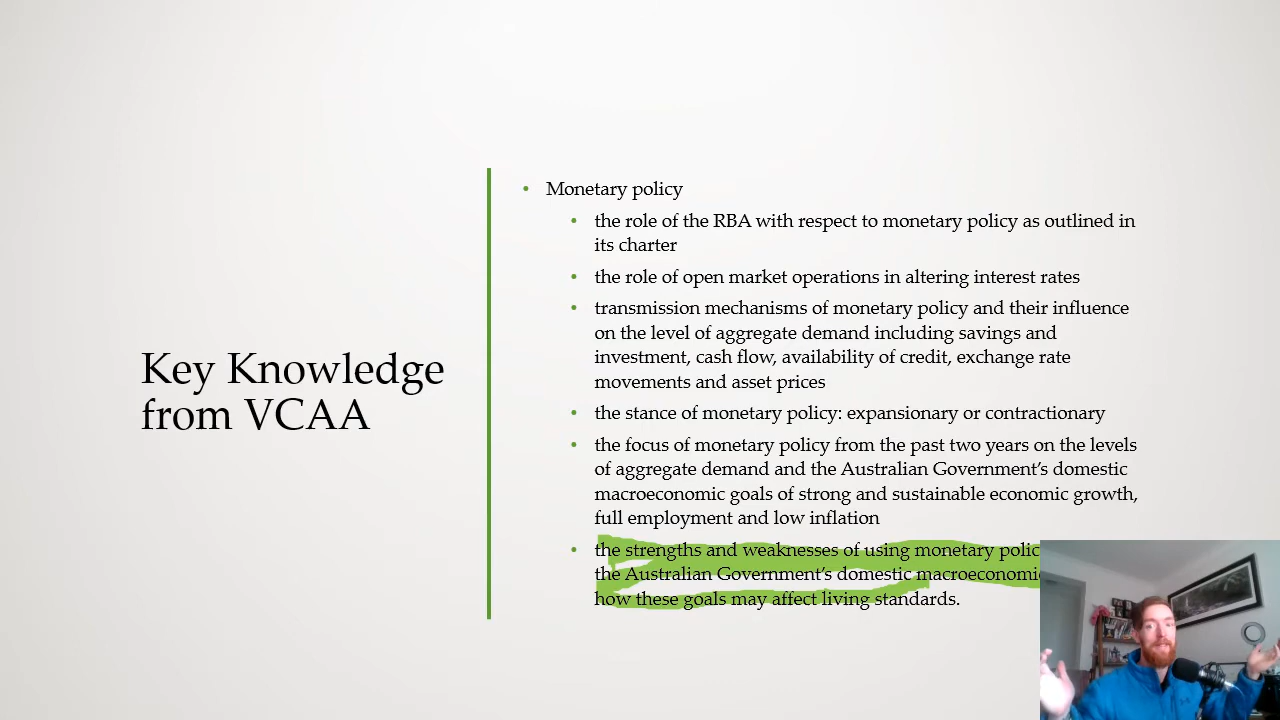 Key Knowledge
from VCAA
• Monetary policy
• the role of the RBA with respect to monetary policy as outlined in
its charter
• the role of open market operations in altering interest rates
• transmission mechanisms of monetary policy and their influence
on the level of aggregate demand including savings and
investment, cash flow, availability of credit, exchange rate
movements and asset prices
• the stance of monetary policy: expansionary or contractionary
• the focus of monetary policy from the past two years on the levels
of aggregate demand and the Australian Government's domestic
macroeconomic goals of strong and sustainable economic growth,
full employment and low inflation
• the strengths and weaknesses of using monetary
the Australian Government's domestic
how these goals may affect living standards.